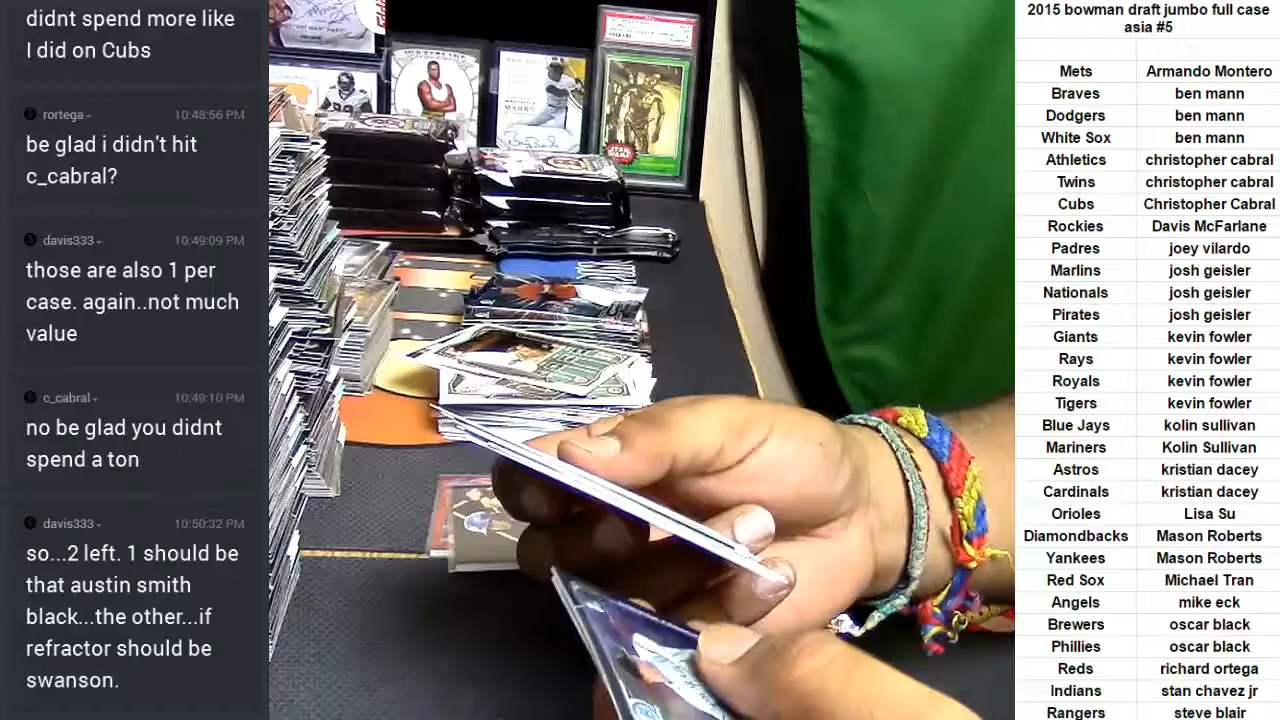 didnt spend more like
I did on Cubs
rortega 10:48:56 PM
be glad i didn't hit
c_cabral?
davis333 10:49:09 PM
those are also 1 per
case. again..not much
value
c_cabral 10:49:10 PM
no be glad you didnt
spend a ton
davis333 10:50:32 PM
so...2 left. 1 should be
that austin smith
black...the other...if
refractor should be
swanson.
MARKS
STAR
WARS
2015 bowman draft jumbo full case
asia #5
Mets Armando Montero
Braves ben mann
Dodgers ben mann
White Sox ben mann
Athletics christopher cabral
Twins christopher cabral
Cubs Christopher Cabral
Rockies Davis McFarlane
Padres joey vilardo
Marlins josh geisler
Nationals josh geisler
Pirates josh geisler
Giants kevin fowler
Rays kevin fowler
Royals kevin fowler
Tigers kevin fowler
Blue Jays kolin sullivan
Mariners Kolin Sullivan
Astros kristian dacey
Cardinals kristian dacey
Orioles Lisa Su
Diamondbacks Mason Roberts
Yankees Mason Roberts
Red Sox Michael Tran
Angels mike eck
Brewers oscar black
Phillies oscar black
Reds richard ortega
Indians stan chavez jr
Rangers steve blair